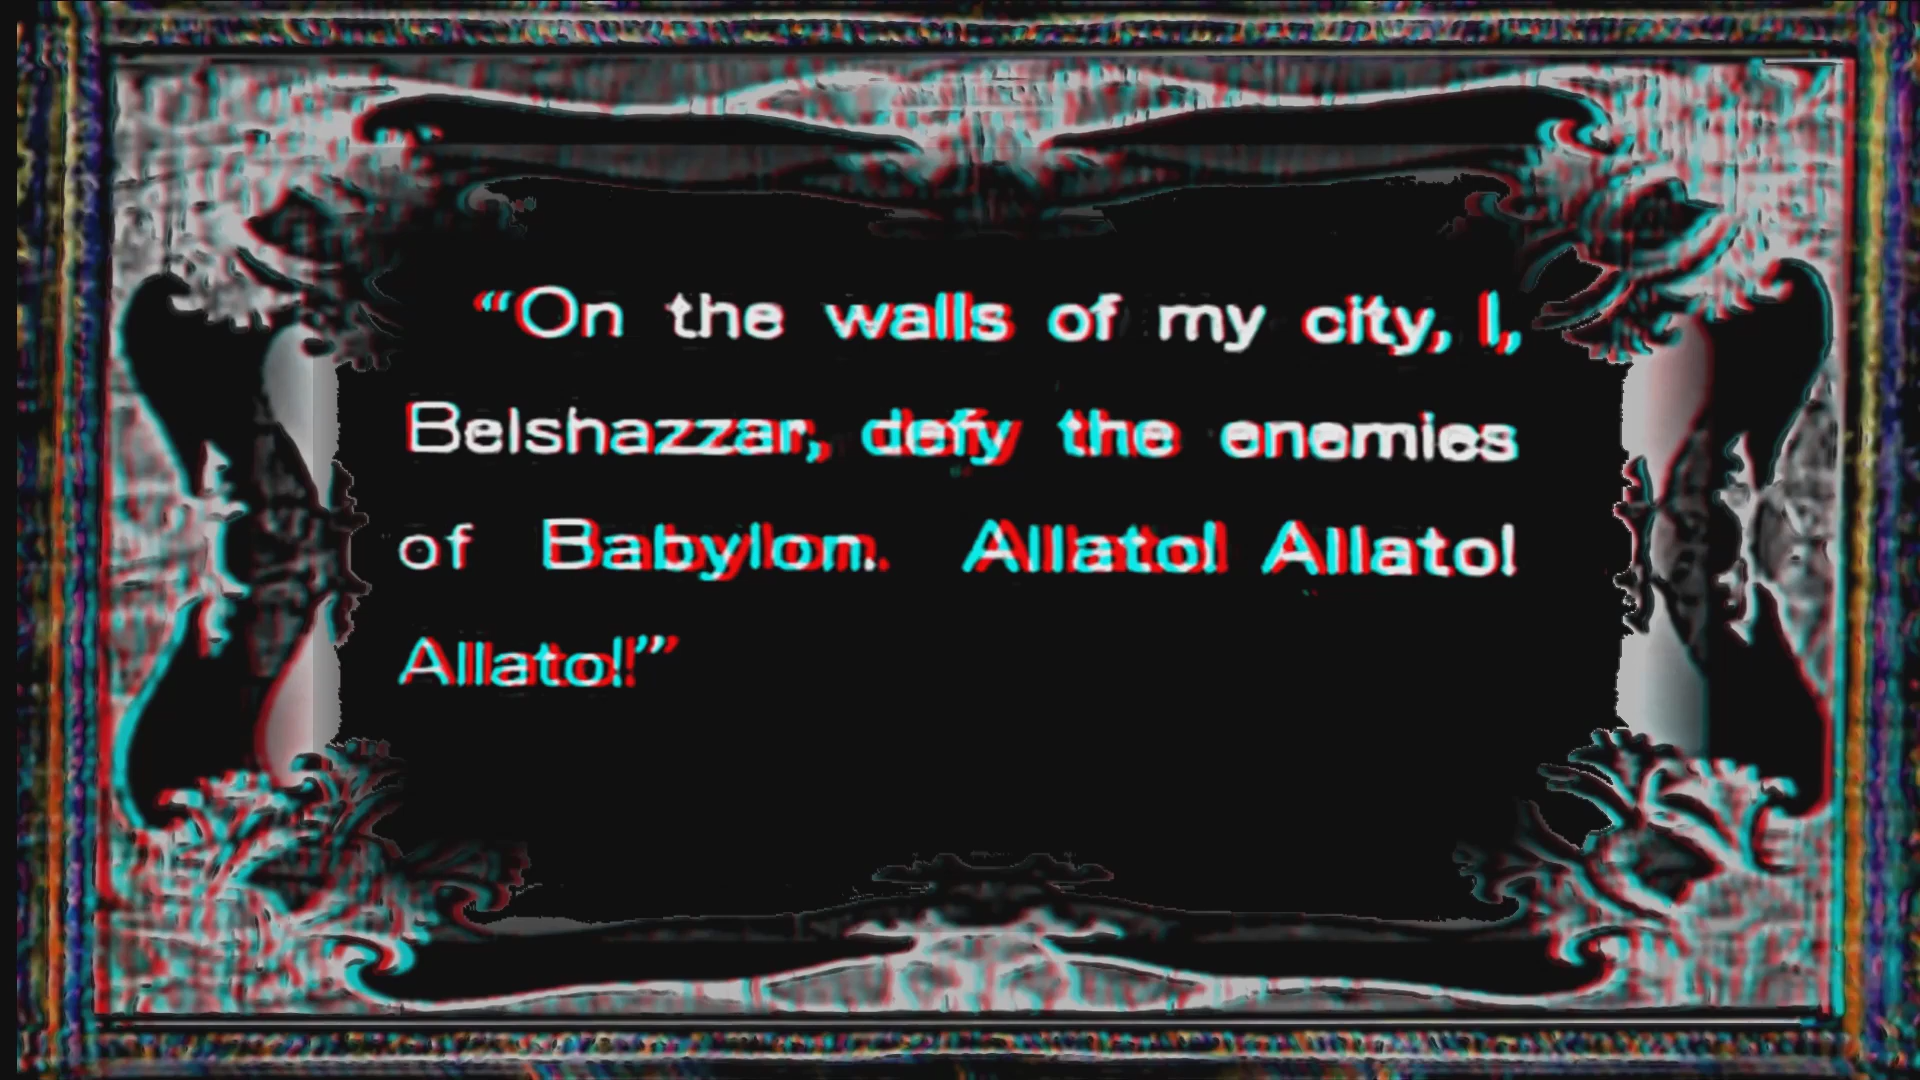 “On the walls of my city, I,
Belshazzar, defy the enemies
of Babylon. Allato! Allato!
Allato!!”